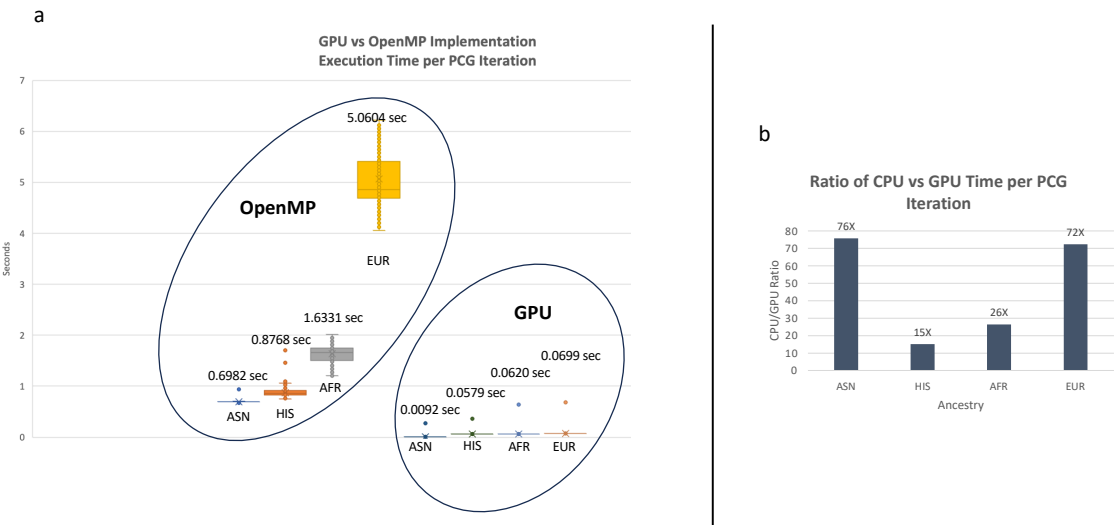 a
GPU vs OpenMP Implementation
Execution Time per PCG Iteration
7
6
5
4
3
2
1
0
Seconds
5.0604 sec
OpenMP
EUR
1.6331 sec
0.8768 sec
0.6982 sec
AFR
HIS
ASN
GPU
0.0699 sec
0.0620 sec
0.0579 sec
0.0092 sec
ASN
HIS
AFR
EUR
b
Ratio of CPU vs GPU Time per PCG
Iteration
80
70
60
50
40
30
20
10
0
CPU/GPU Ratio
76X
15X
26X
72X
ASN
HIS
AFR
EUR
Ancestry